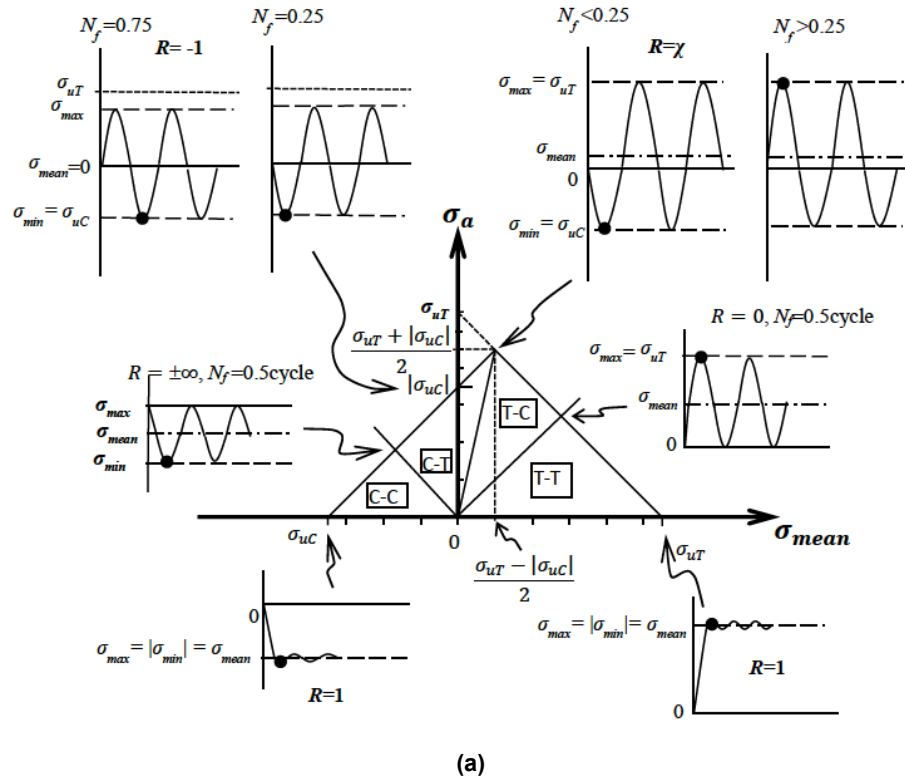 N_f=0.75
N_f=0.25
R= -1
σ_uT
σ_max
σ_mean=0
σ_min = σ_uC
N_f<0.25
N_f>0.25
R=χ
σ_max= σ_uT
σ_mean
0
σ_min = σ_uC
σ_a
σ_uT
σ_uT + |σ_uC|
2
|σ_uC|
R = 0, N_f=0.5cycle
σ_max= σ_uT
σ_mean
0
R = ±∞, N_f=0.5cycle
σ_max
σ_mean
σ_min
T-C
C-T
T-T
C-C
σ_uC
0
σ_uT
σ_mean
σ_uT − |σ_uC|
2
0
σ_max= |σ_min| = σ_mean
R=1
σ_max= |σ_min|= σ_mean
R=1
0
(a)